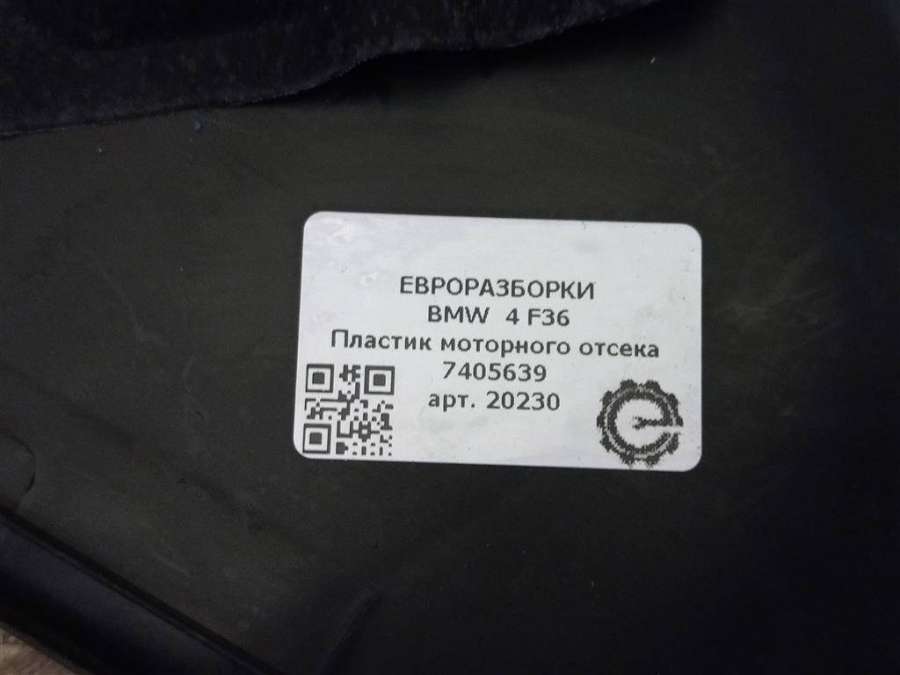 ЕВРОРАЗБОРКИ
BMW 4 F36
Пластик моторного отсека
7405639
арт. 20230